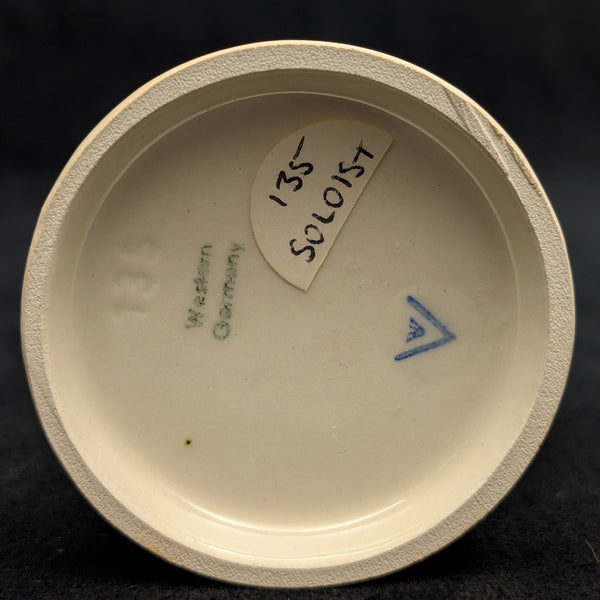 135
SOLOIST
135
Western
Germany
W